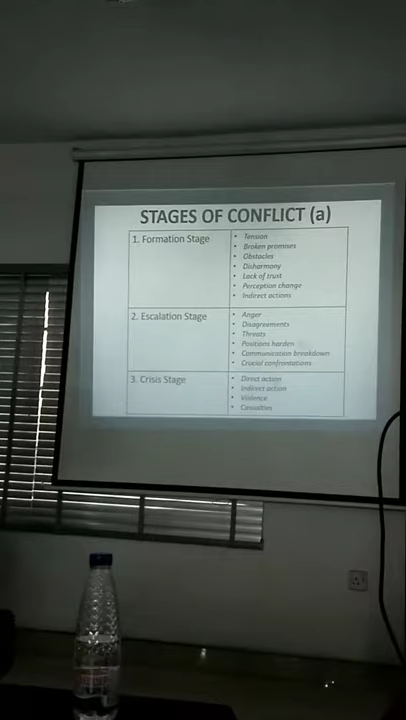 STAGES OF CONFLICT (a)
1. Formation Stage
• Tension
• Broken promises
• Obstacles
• Disharmony
• Lack of trust
• Perception change
• Indirect actions
2. Escalation Stage
• Anger
• Disagreements
• Threats
• Positions harden
• Communication breakdown
• Crucial confrontations
3. Crisis Stage
• Direct action
• Indirect action
• Violence
• Casualties